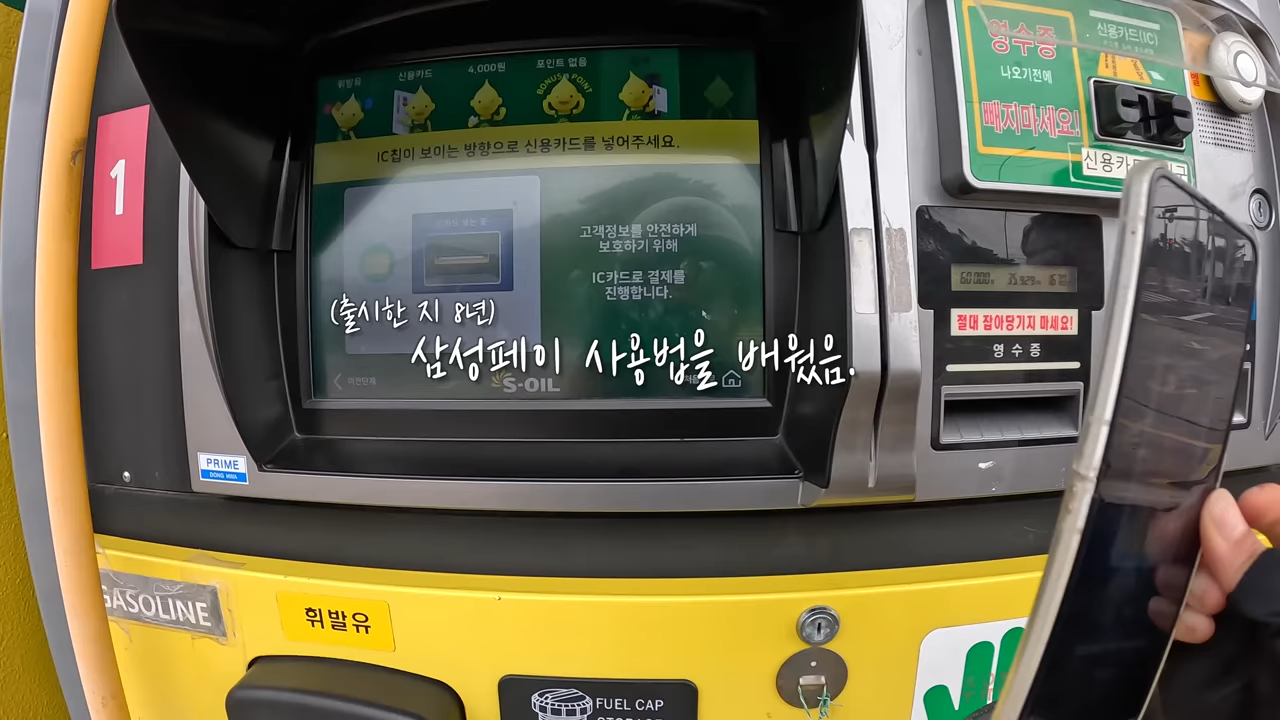 1
휘발유
신용카드
4,000원
포인트 없음
BONUS POINT
IC칩이 보이는 방향으로 신용카드를 넣어주세요.
고객정보를 안전하게
보호하기 위해
IC카드로 결제를
진행합니다.
이전단계
S-OIL
(출시한 지 8년)
삼성페이 사용법을 배웠음.
영수증
나오기전에
빼지마세요!
신용카드(IC)
신용카드
절대 잡아당기지 마세요!
영수증
PRIME
DONG HWA
GASOLINE
휘발유
FUEL CAP